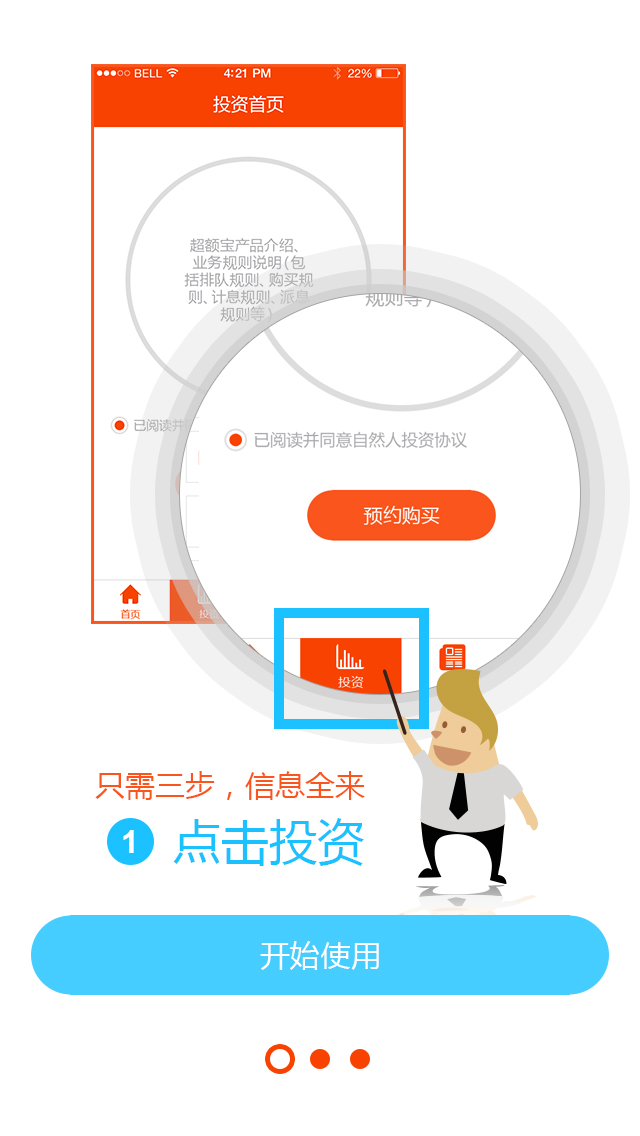 BELL
4:21 PM
22%
投资首页
超额宝产品介绍、
业务规则说明（包
括排队规则、购买规
则、计息规则、派息
规则等）
规则等）
已阅读并
已阅读并同意自然人投资协议
预约购买
首页
投
投资
只需三步，信息全来
1 点击投资
开始使用